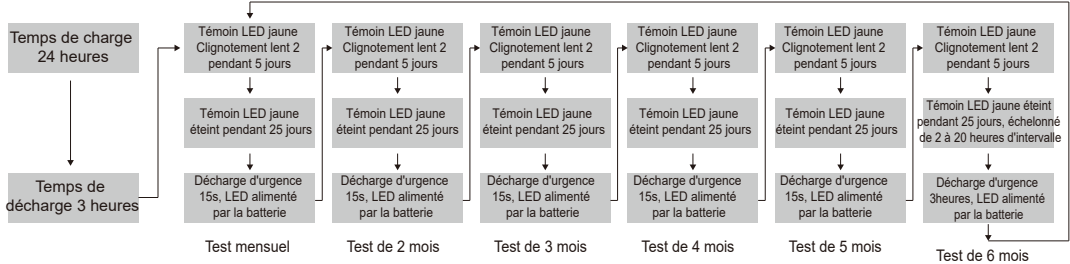 Temps de charge
24 heures
Temps de
décharge 3 heures
Témoin LED jaune
Clignotement lent 2
pendant 5 jours
Témoin LED jaune
éteint pendant 25 jours
Décharge d'urgence
15s, LED alimenté
par la batterie
Test mensuel
Témoin LED jaune
Clignotement lent 2
pendant 5 jours
Témoin LED jaune
éteint pendant 25 jours
Décharge d'urgence
15s, LED alimenté
par la batterie
Test de 2 mois
Témoin LED jaune
Clignotement lent 2
pendant 5 jours
Témoin LED jaune
éteint pendant 25 jours
Décharge d'urgence
15s, LED alimenté
par la batterie
Test de 3 mois
Témoin LED jaune
Clignotement lent 2
pendant 5 jours
Témoin LED jaune
éteint pendant 25 jours
Décharge d'urgence
15s, LED alimenté
par la batterie
Test de 4 mois
Témoin LED jaune
Clignotement lent 2
pendant 5 jours
Témoin LED jaune
éteint pendant 25 jours
Décharge d'urgence
15s, LED alimenté
par la batterie
Test de 5 mois
Témoin LED jaune
Clignotement lent 2
pendant 5 jours
Témoin LED jaune éteint
pendant 25 jours, échelonné
de 2 à 20 heures d'intervalle
Décharge d'urgence
3heures, LED alimenté
par la batterie
Test de 6 mois